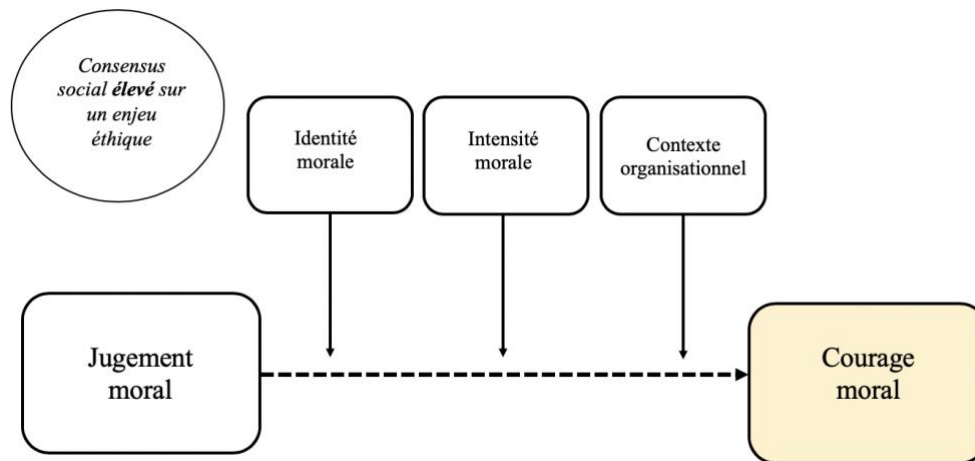 Consensus
social élevé sur
un enjeu
éthique
Identité
morale
Intensité
morale
Contexte
organisationnel
Jugement
moral
Courage
moral